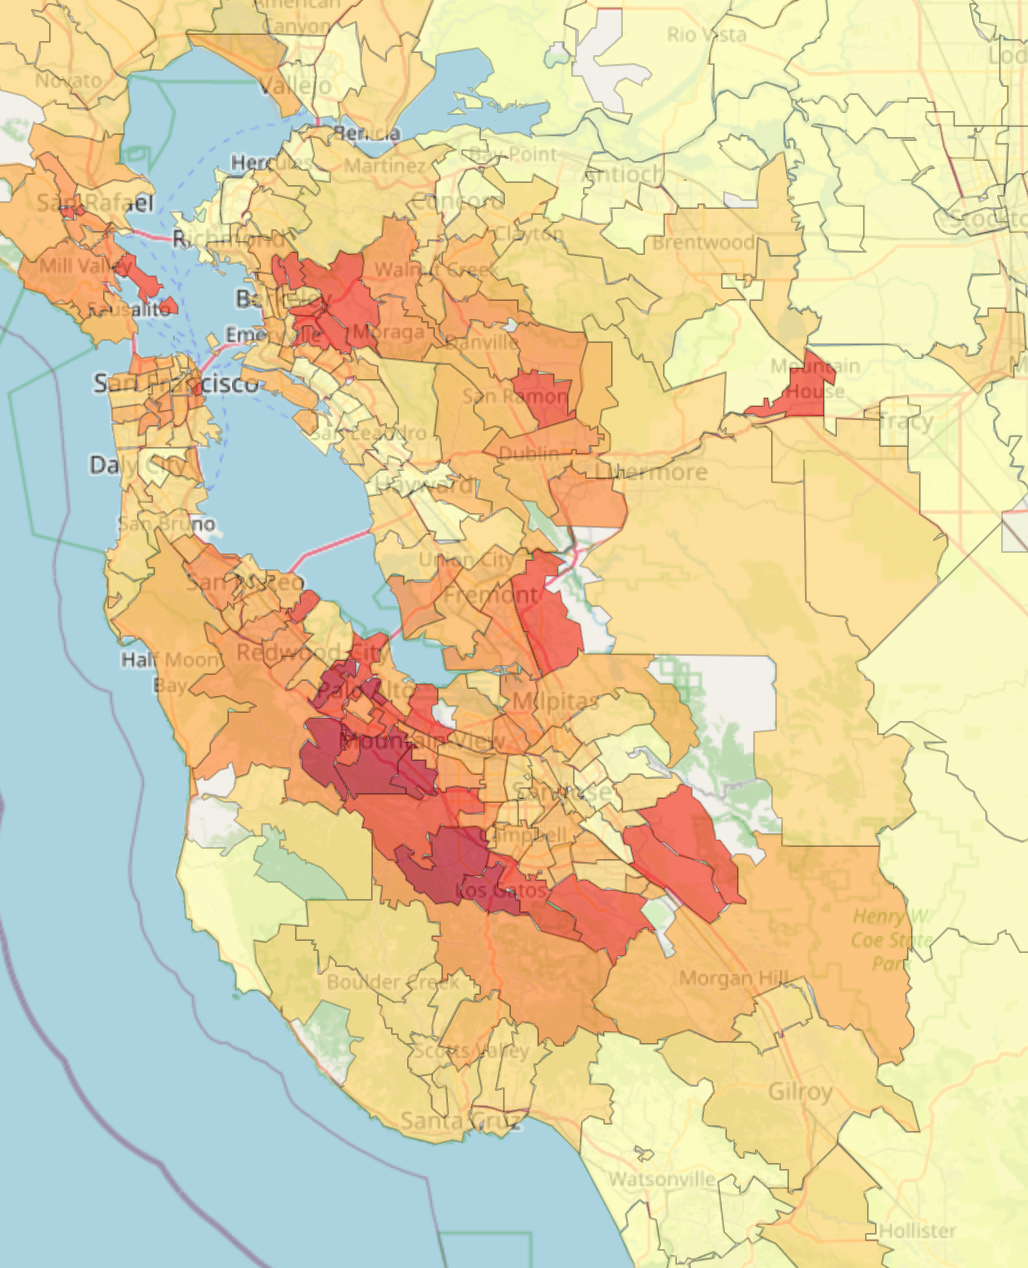 American
Canyon
Rio Vista
Novato
Vallejo
Benicia
Hercules
Martinez
Bay Point
Antioch
San Rafael
Concord
Stockto
Richmond
Clayton
Brentwood
Mill Valley
Walnut Creek
Berkeley
Sausalito
Emeryville
Moraga
Danville
Mountain
House
San Francisco
San Ramon
Tracy
San Leandro
Dublin
Daly City
Livermore
Hayward
San Bruno
Union City
San Mateo
Fremont
Half Moon
Bay
Redwood City
Palo Alto
Milpitas
Mountain View
San Jose
Campbell
Los Gatos
Henry W
Coe State
Park
Morgan Hill
Boulder Creek
Scotts Valley
Gilroy
Santa Cruz
Watsonville
Hollister